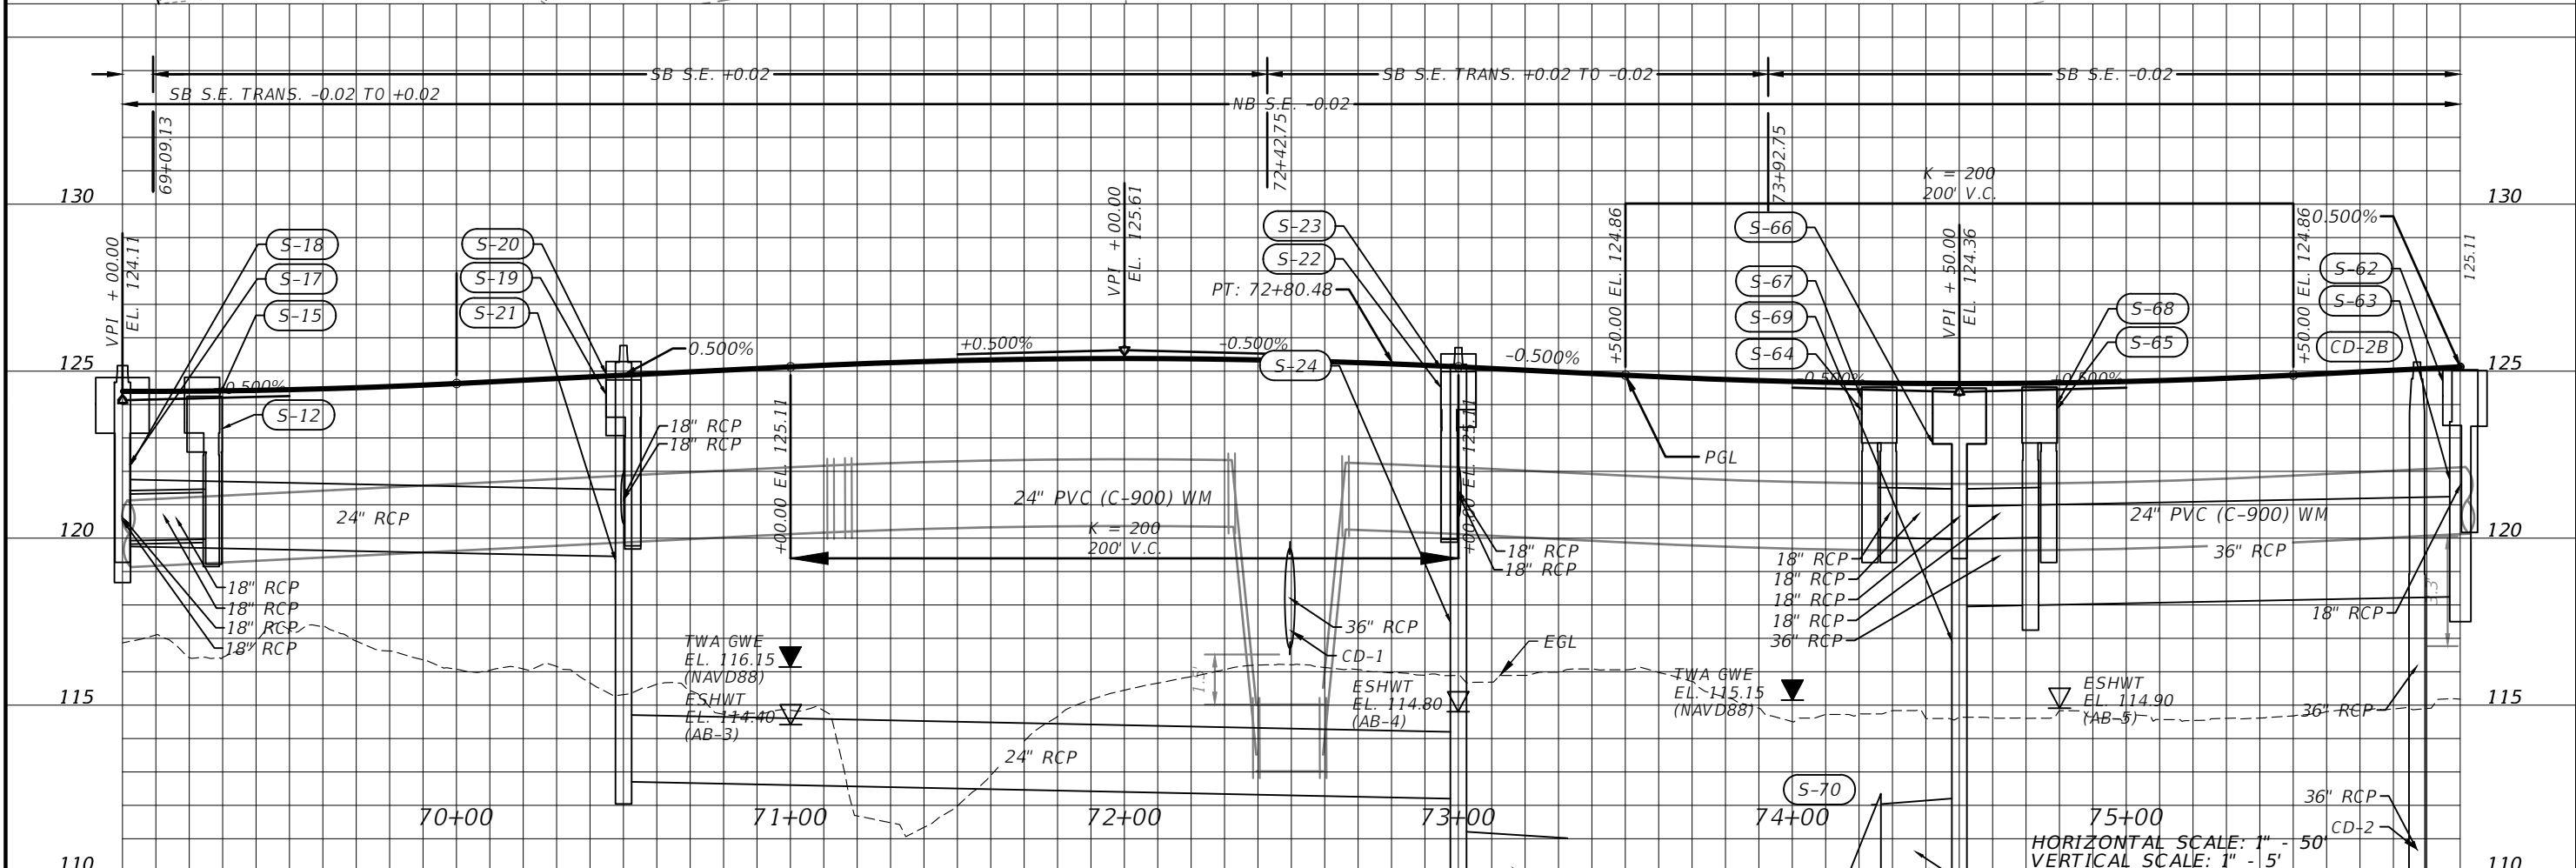 SB S.E. +0.02
SB S.E. TRANS. +0.02 TO -0.02
SB S.E. -0.02
SB S.E. TRANS. -0.02 TO +0.02
NB S.E. -0.02
69+09.13
72+42.75
73+92.75
130
130
K = 200
200' V.C.
VPI +00.00
EL. 124.11
S-18
S-17
S-15
S-12
S-20
S-19
S-21
VPI +00.00
EL. 125.61
S-23
S-22
PT: 72+80.48
S-24
+50.00 EL. 124.86
S-66
S-67
S-69
S-64
VPI +50.00
EL. 124.36
S-68
S-65
+50.00 EL. 124.86
0.500%
S-62
S-63
CD-2B
125.11
125
125
0.500%
0.500%
+0.500%
-0.500%
-0.500%
-0.500%
+0.500%
PGL
18" RCP
18" RCP
+00.00 EL. 125.11
+00.00 EL. 125.11
24" RCP
24" PVC (C-900) WM
K = 200
200' V.C.
24" PVC (C-900) WM
36" RCP
120
120
18" RCP
18" RCP
18" RCP
18" RCP
18" RCP
18" RCP
18" RCP
18" RCP
18" RCP
18" RCP
36" RCP
18" RCP
36" RCP
CD-1
EGL
TWA GWE
EL. 116.15
(NAVD88)
ESHWT
EL. 114.40
(AB-3)
ESHWT
EL. 114.80
(AB-4)
TWA GWE
EL. 115.15
(NAVD88)
ESHWT
EL. 114.90
(AB-5)
36" RCP
115
115
24" RCP
S-70
36" RCP
CD-2
70+00
71+00
72+00
73+00
74+00
75+00
HORIZONTAL SCALE: 1" - 50'
VERTICAL SCALE: 1" - 5'
110
110